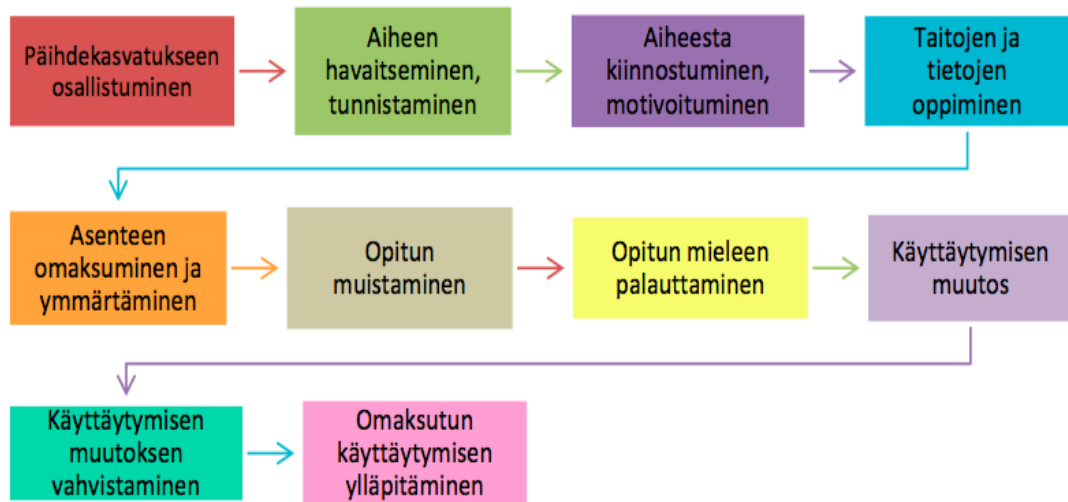 Päihdekasvatukseen
osallistuminen
Aiheen
havaitseminen,
tunnistaminen
Aiheesta
kiinnostuminen,
motivoituminen
Taitojen ja
tietojen
oppiminen
Asenteen
omaksuminen ja
ymmärtäminen
Opitun
muistaminen
Opitun mieleen
palauttaminen
Käyttäytymisen
muutos
Käyttäytymisen
muutoksen
vahvistaminen
Omaksutun
käyttäytymisen
ylläpitäminen